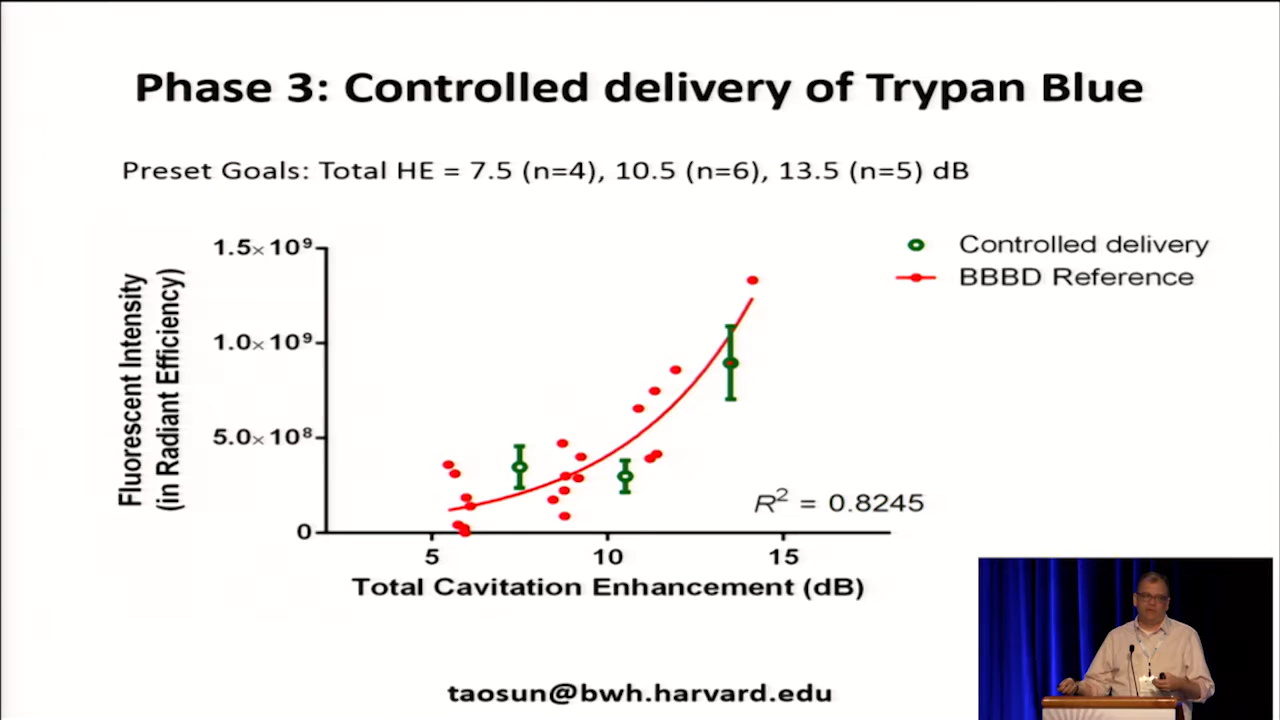 Phase 3: Controlled delivery of Trypan Blue
Preset Goals: Total HE = 7.5 (n=4), 10.5 (n=6), 13.5 (n=5) dB
Fluorescent Intensity
(in Radiant Efficiency)
1.5× 10⁹
1.0× 10⁹
5.0× 10⁸
0
5 10 15
Total Cavitation Enhancement (dB)
Controlled delivery
BBBD Reference
R² = 0.8245
taosun@bwh.harvard.edu